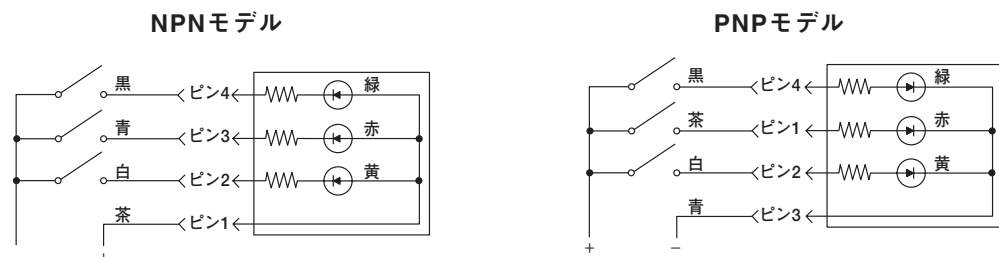 NPNモデル
黒 ピン4 緑
青 ピン3 赤
白 ピン2 黄
茶 ピン1
PNPモデル
黒 ピン4 緑
茶 ピン1 赤
白 ピン2 黄
青 ピン3
+ −